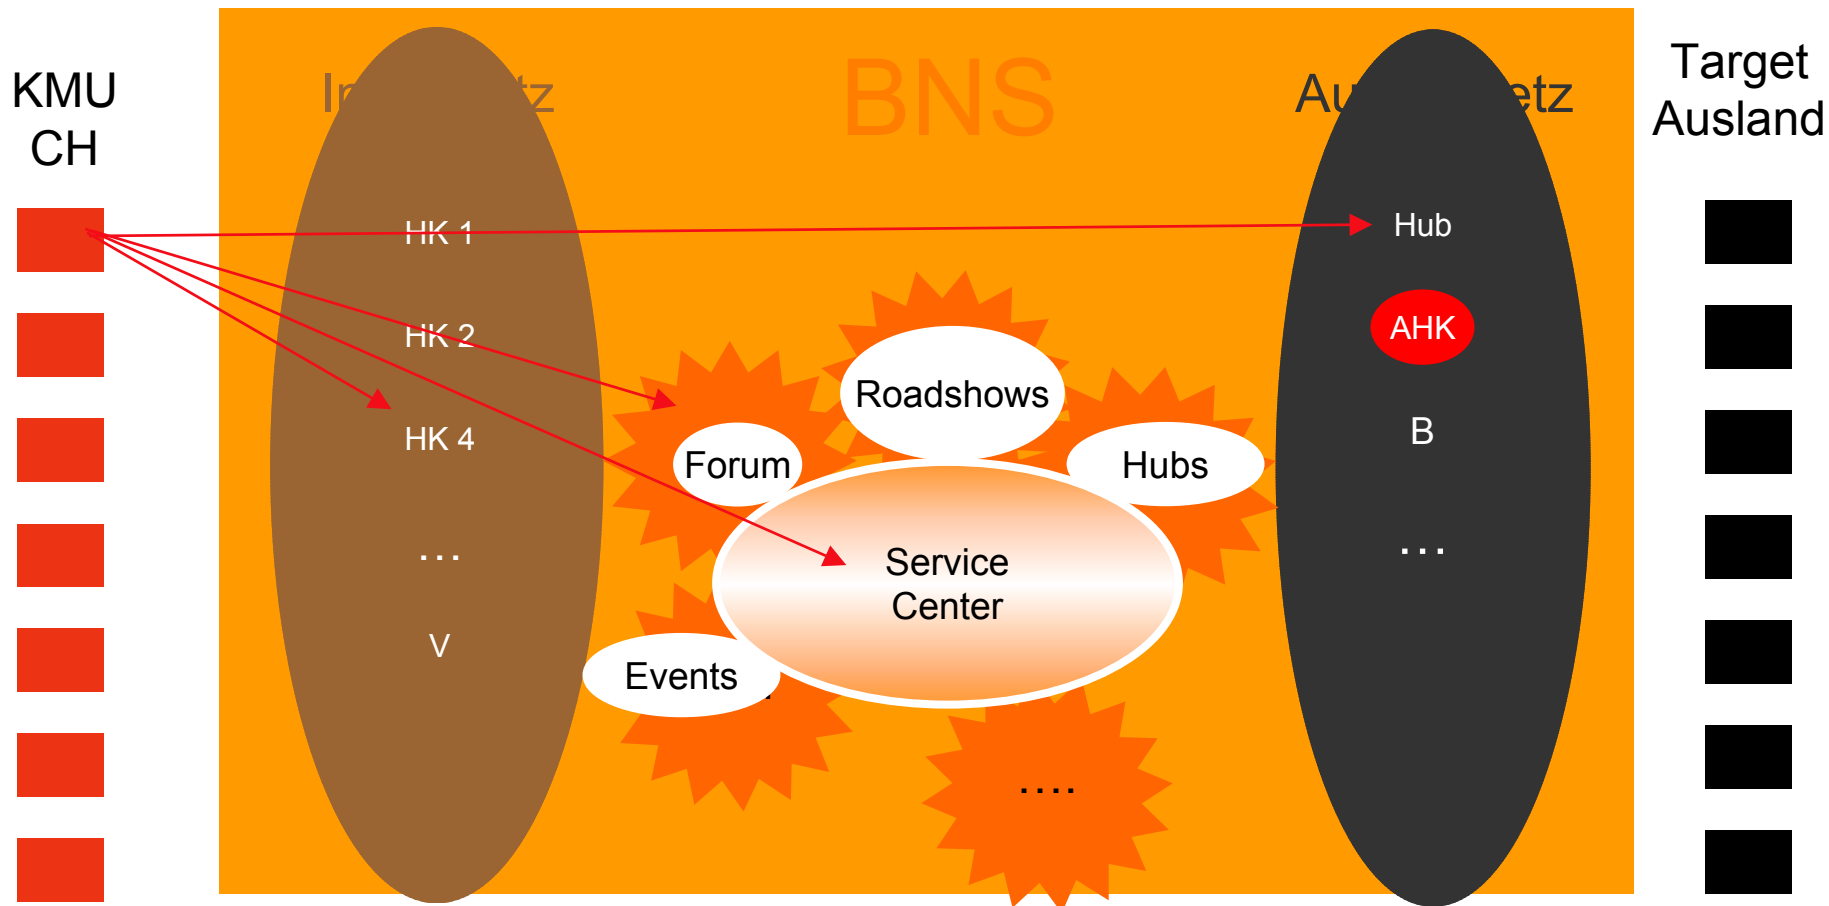 KMU
CH
BNS
Target
Ausland
HK 1
HK 2
HK 4
...
V
Forum
Roadshows
Hubs
Service
Center
Events
....
Hub
AHK
B
...